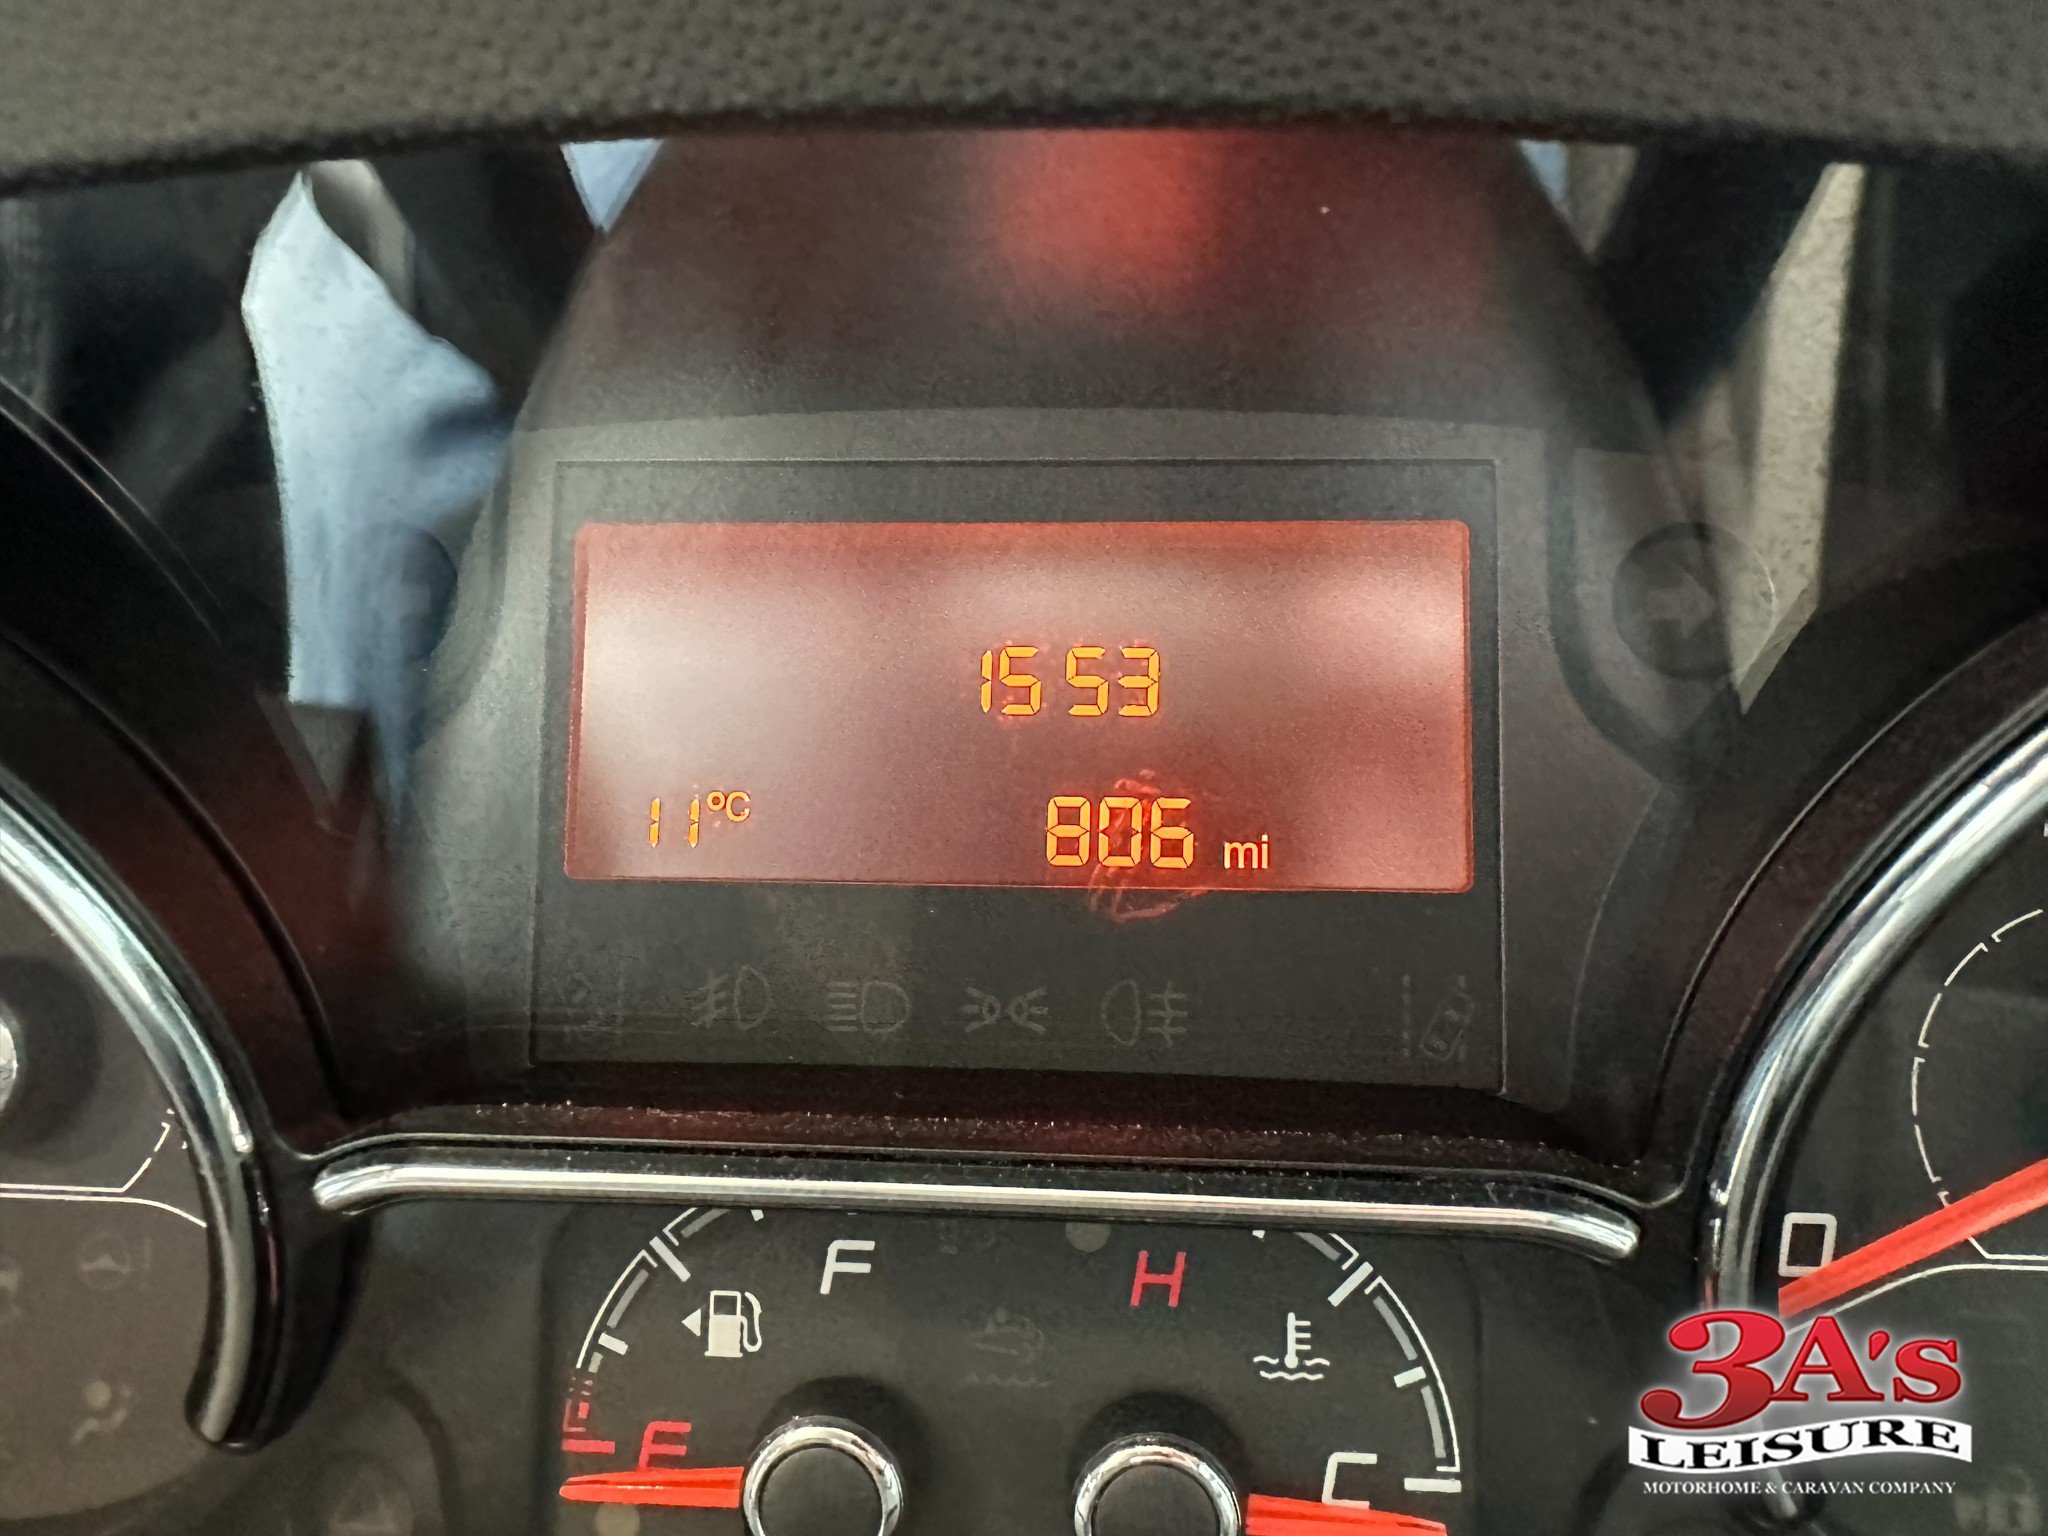 15 53
11 °C
806 mi
F
H
E
C
0
3A's
LEISURE
MOTORHOME & CARAVAN COMPANY